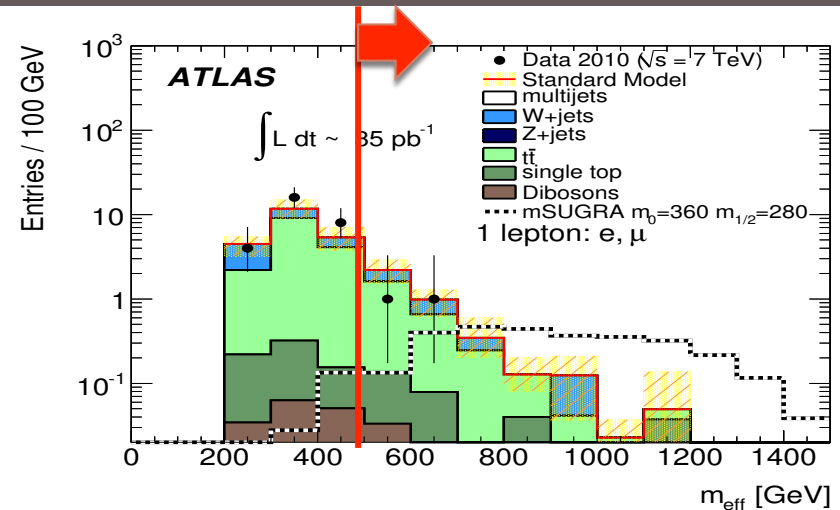 Entries / 100 GeV
10³
10²
10
1
10⁻¹
ATLAS
∫ L dt ~ 35 pb⁻¹
Data 2010 (√s = 7 TeV)
Standard Model
multijets
W+jets
Z+jets
tt̄
single top
Dibosons
mSUGRA m₀=360 m₁/₂=280
1 lepton: e, μ
0 200 400 600 800 1000 1200 1400
m_eff [GeV]